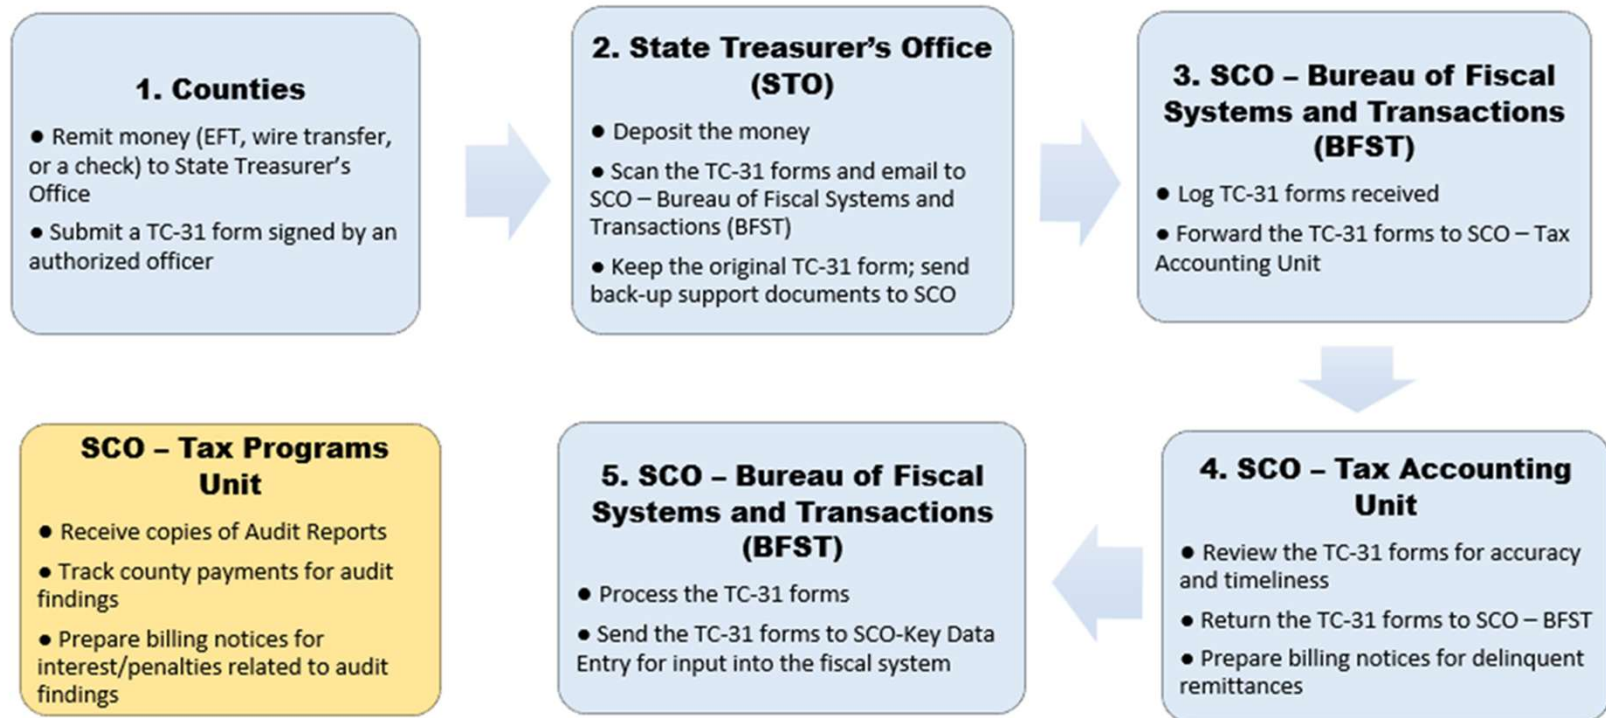 1. Counties
● Remit money (EFT, wire transfer,
or a check) to State Treasurer’s
Office
● Submit a TC-31 form signed by an
authorized officer
2. State Treasurer’s Office
(STO)
● Deposit the money
● Scan the TC-31 forms and email to
SCO – Bureau of Fiscal Systems and
Transactions (BFST)
● Keep the original TC-31 form; send
back-up support documents to SCO
3. SCO – Bureau of Fiscal
Systems and Transactions
(BFST)
● Log TC-31 forms received
● Forward the TC-31 forms to SCO – Tax
Accounting Unit
4. SCO – Tax Accounting
Unit
● Review the TC-31 forms for accuracy
and timeliness
● Return the TC-31 forms to SCO – BFST
● Prepare billing notices for delinquent
remittances
5. SCO – Bureau of Fiscal
Systems and Transactions
(BFST)
● Process the TC-31 forms
● Send the TC-31 forms to SCO-Key Data
Entry for input into the fiscal system
SCO – Tax Programs
Unit
● Receive copies of Audit Reports
● Track county payments for audit
findings
● Prepare billing notices for
interest/penalties related to audit
findings